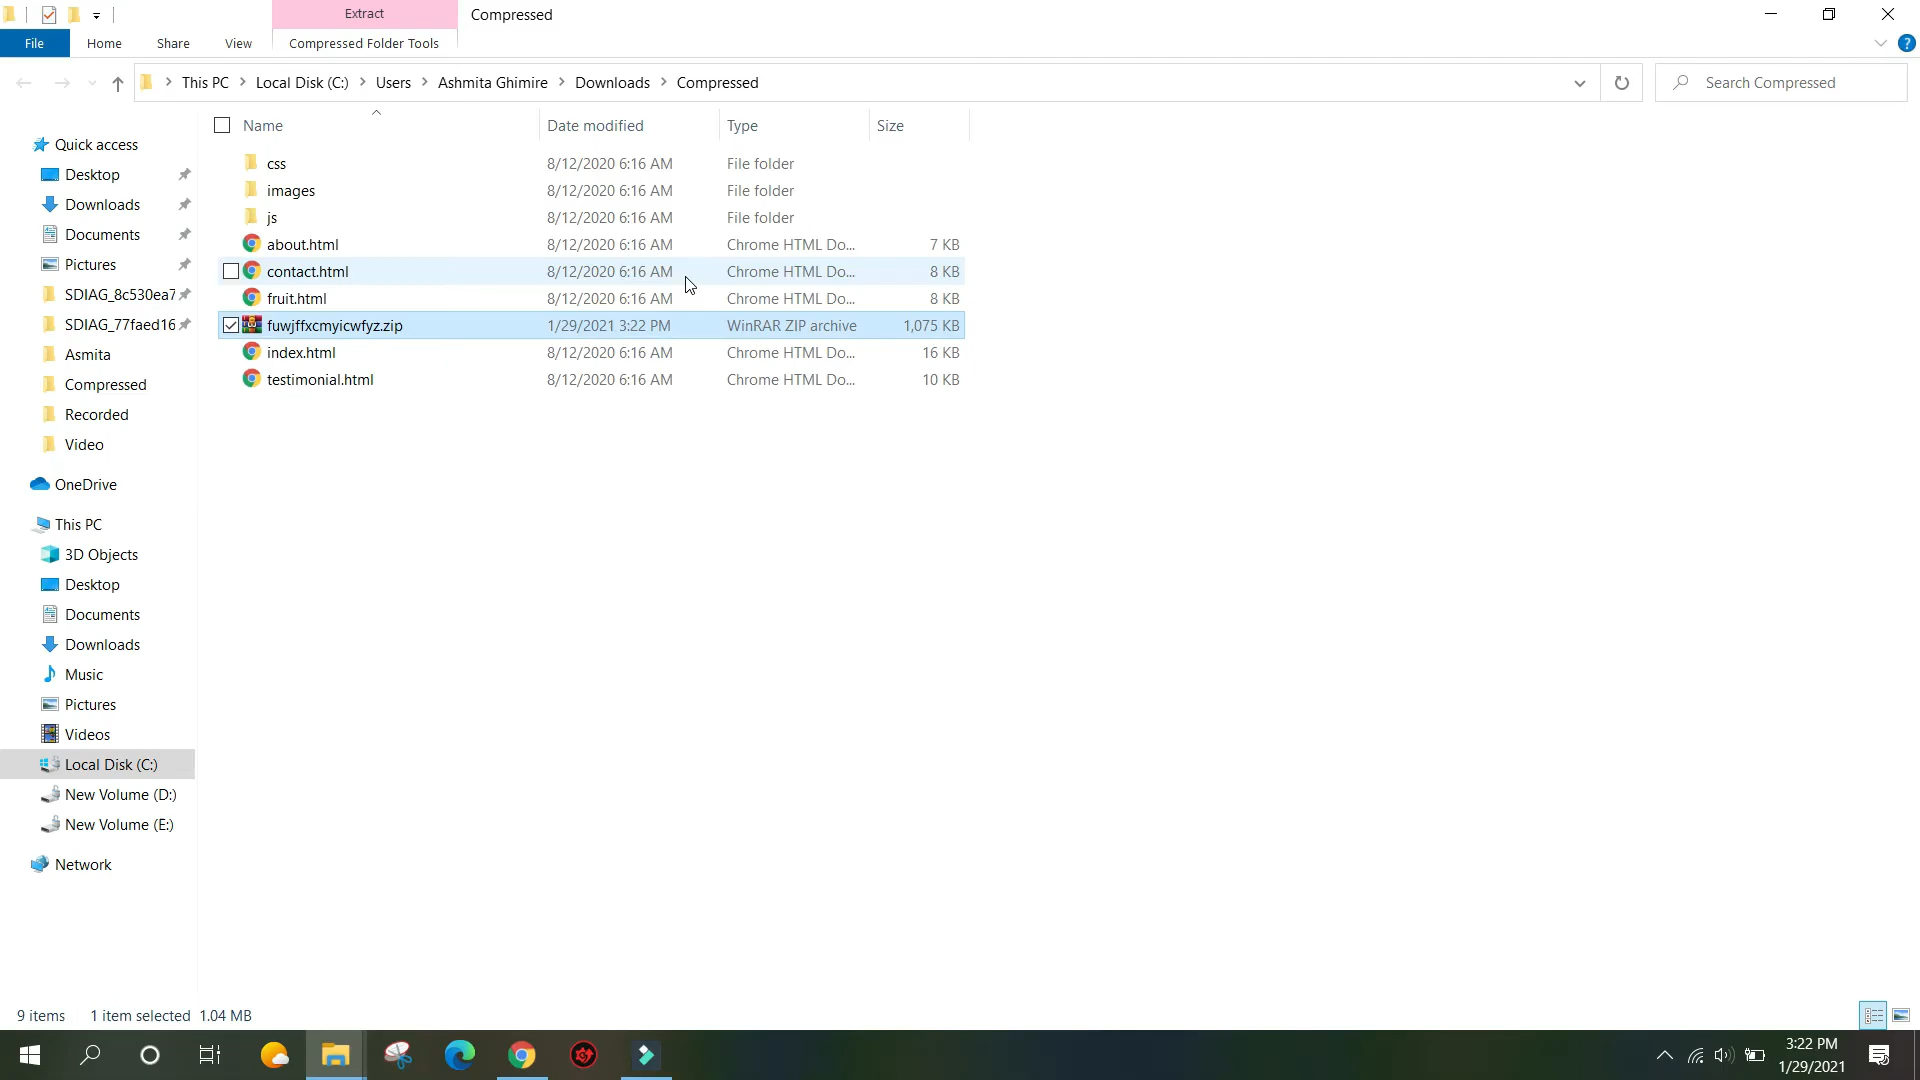 Extract
Compressed
File
Home
Share
View
Compressed Folder Tools
This PC
Local Disk (C:)
Users
Ashmita Ghimire
Downloads
Compressed
Search Compressed
Name
Date modified
Type
Size
css 8/12/2020 6:16 AM File folder
images 8/12/2020 6:16 AM File folder
js 8/12/2020 6:16 AM File folder
about.html 8/12/2020 6:16 AM Chrome HTML Do... 7 KB
contact.html 8/12/2020 6:16 AM Chrome HTML Do... 8 KB
fruit.html 8/12/2020 6:16 AM Chrome HTML Do... 8 KB
fuwjffxcmyicwfyz.zip 1/29/2021 3:22 PM WinRAR ZIP archive 1,075 KB
index.html 8/12/2020 6:16 AM Chrome HTML Do... 16 KB
testimonial.html 8/12/2020 6:16 AM Chrome HTML Do... 10 KB
Quick access
Desktop
Downloads
Documents
Pictures
SDIAG_8c530ea7
SDIAG_77faed16
Asmita
Compressed
Recorded
Video
OneDrive
This PC
3D Objects
Desktop
Documents
Downloads
Music
Pictures
Videos
Local Disk (C:)
New Volume (D:)
New Volume (E:)
Network
9 items
1 item selected 1.04 MB
3:22 PM
1/29/2021